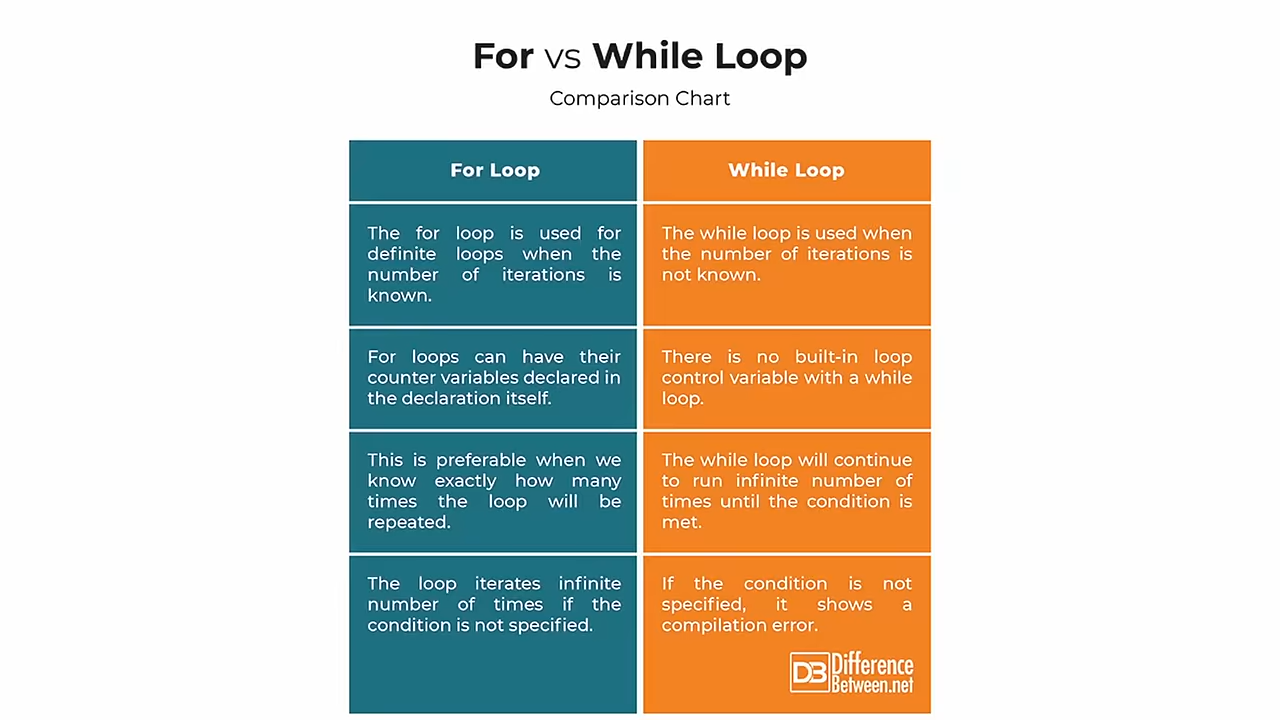 For vs While Loop
Comparison Chart
For Loop
While Loop
The for loop is used for
definite loops when the
number of iterations is
known.
The while loop is used when
the number of iterations is
not known.
For loops can have their
counter variables declared in
the declaration itself.
There is no built-in loop
control variable with a while
loop.
This is preferable when we
know exactly how many
times the loop will be
repeated.
The while loop will continue
to run infinite number of
times until the condition is
met.
The loop iterates infinite
number of times if the
condition is not specified.
If the condition is not
specified, it shows a
compilation error.
DB Difference
Between.net